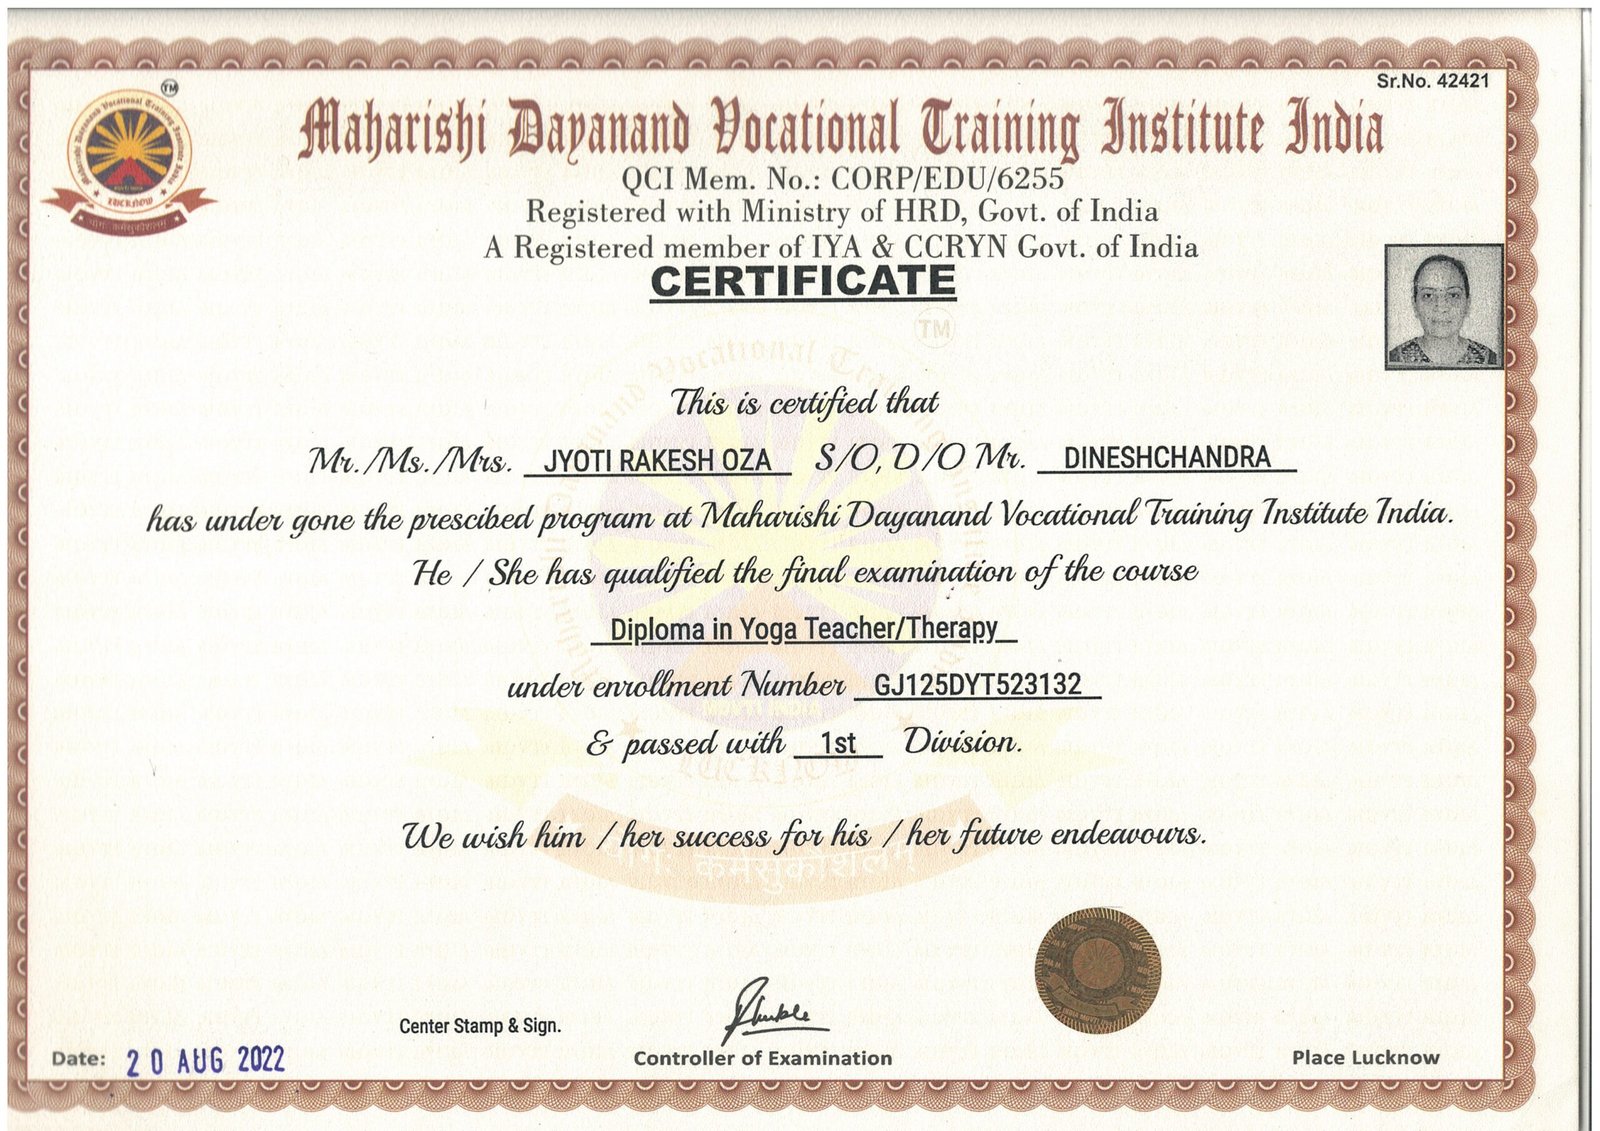 Sr.No. 42421
TM
Maharishi Dayanand Vocational Training Institute India
LUCKNOW
QCI Mem. No.: CORP/EDU/6255
Registered with Ministry of HRD, Govt. of India
A Registered member of IYA & CCRYN Govt. of India
CERTIFICATE
TM
This is certified that
Mr./Ms./Mrs. JYOTI RAKESH OZA S/O, D/O Mr. DINESHCHANDRA
has under gone the prescibed program at Maharishi Dayanand Vocational Training Institute India.
He / She has qualified the final examination of the course
Diploma in Yoga Teacher/Therapy
under enrollment Number GJ125DYT523132
& passed with 1st Division.
LUCKNOW
We wish him / her success for his / her future endeavours.
Center Stamp & Sign.
Controller of Examination
Date: 20 AUG 2022
Place Lucknow